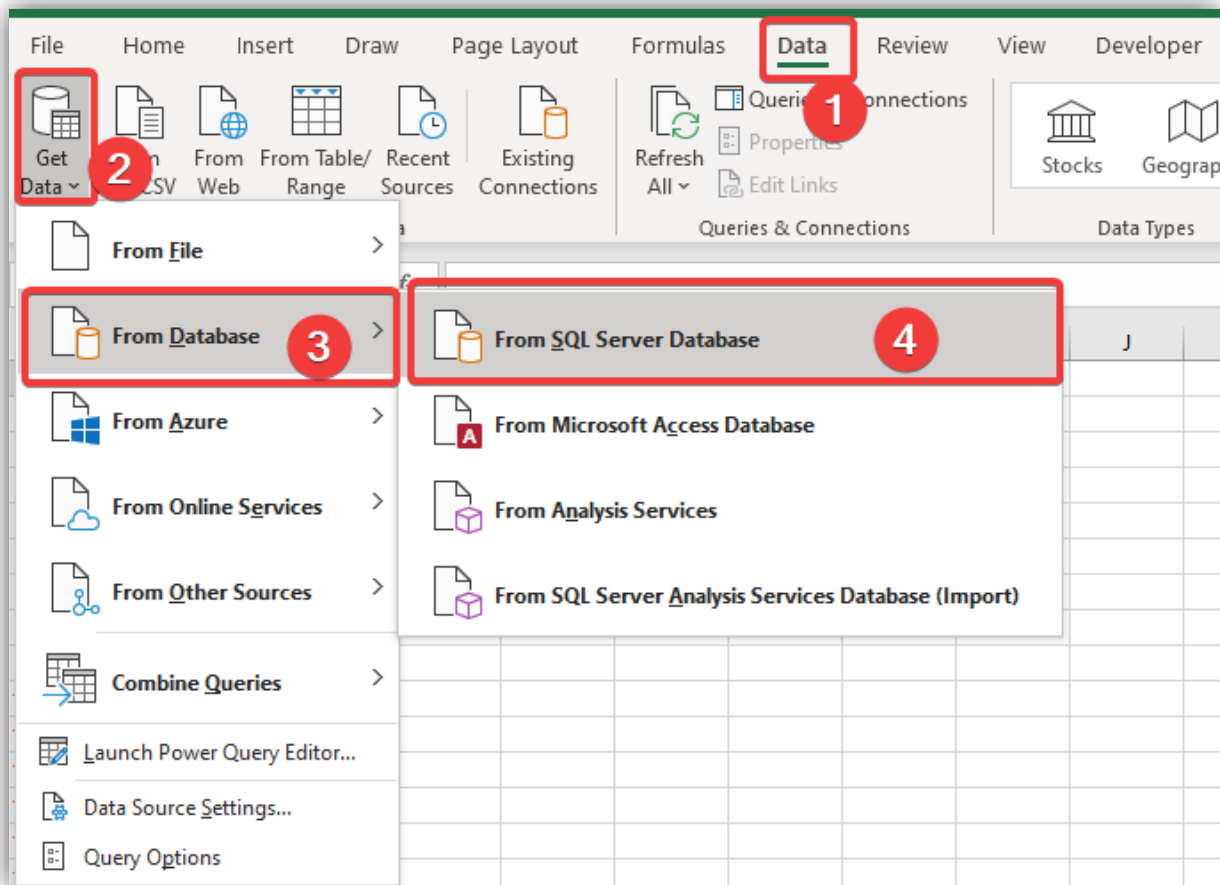 File Home Insert Draw Page Layout Formulas Data Review View Developer
1
2
Get Data
CSV
From Web
From Table/ Range
Recent Sources
Existing Connections
Refresh All
Properties
Edit Links
Stocks
Queries & Connections
Data Types
From File
From Database
3
From SQL Server Database
4
From Azure
From Microsoft Access Database
From Online Services
From Analysis Services
From Other Sources
From SQL Server Analysis Services Database (Import)
Combine Queries
Launch Power Query Editor...
Data Source Settings...
Query Options
J